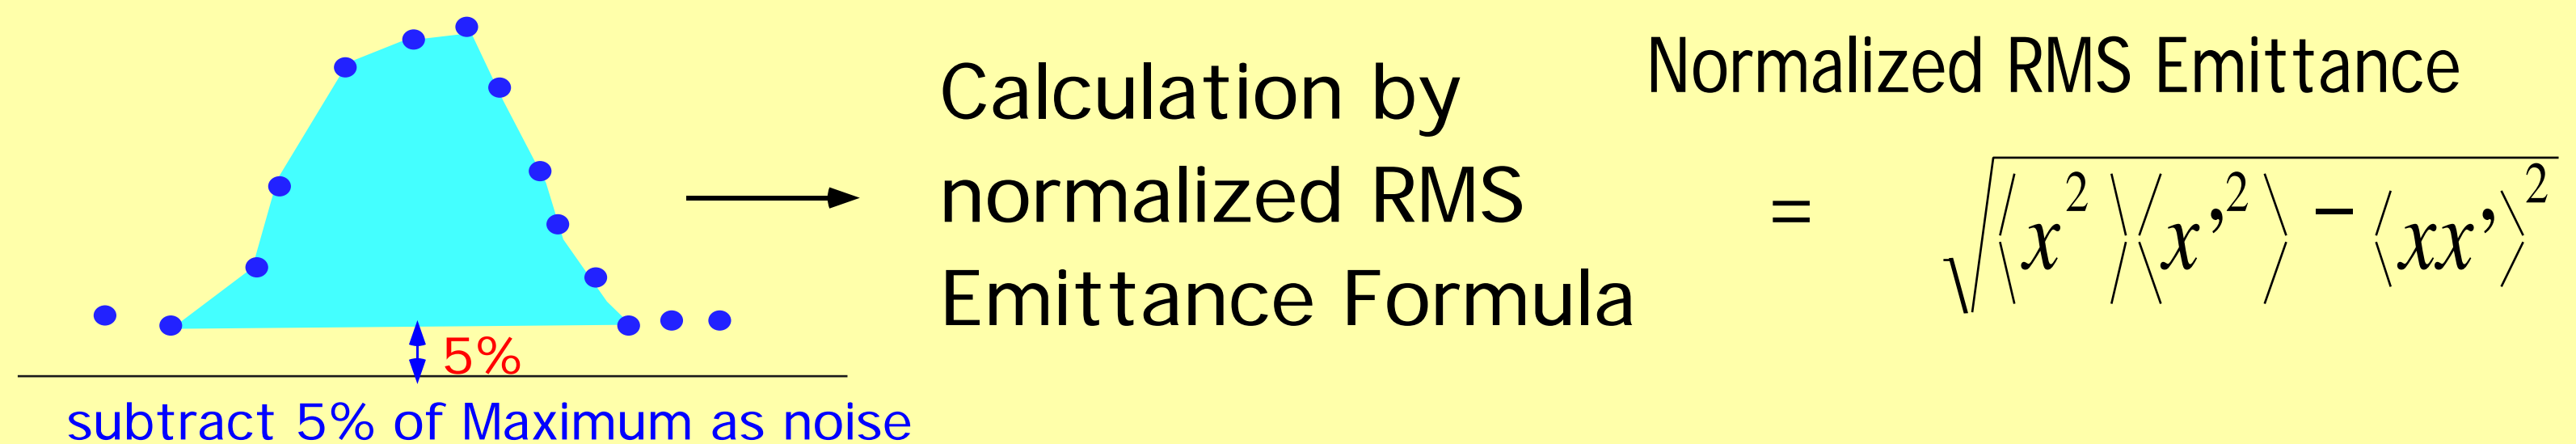 5%
subtract 5% of Maximum as noise
Calculation by
normalized RMS
Emittance Formula
Normalized RMS Emittance
= √⟨x²⟩⟨x’²⟩ − ⟨xx’⟩²